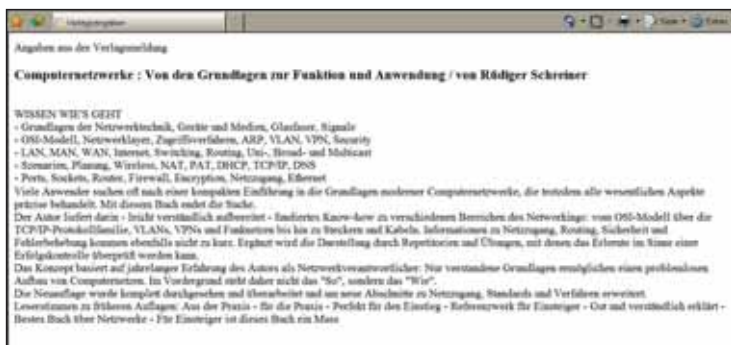 Verlagsangaben
Angaben aus der Verlagsmeldung
Computernetzwerke : Von den Grundlagen zur Funktion und Anwendung / von Rüdiger Schreiner
WISSEN WIE'S GEHT
- Grundlagen der Netzwerktechnik, Geräte und Medien, Glasfaser, Signale
- OSI-Modell, Netzwerklayer, Zugriffsverfahren, ARP, VLAN, VPN, Security
- LAN, MAN, WAN, Internet, Switching, Routing, Uni-, Broad- und Multicast
- Szenarien, Planung, Wireless, NAT, PAT, DHCP, TCP/IP, DNS
- Ports, Sockets, Router, Firewall, Encryption, Netzzugang, Ethernet
Viele Anwender suchen oft nach einer kompakten Einführung in die Grundlagen moderner Computernetzwerke, die trotzdem alle wesentlichen Aspekte
präzise behandelt. Mit diesem Buch endet die Suche.
Der Autor liefert darin - leicht verständlich aufbereitet - fundiertes Know-how zu verschiedenen Bereichen des Networkings: vom OSI-Modell über die
TCP/IP-Protokollfamilie, VLANs, VPNs und Funknetzen bis hin zu Steckern und Kabeln. Informationen zu Netzzugang, Routing, Sicherheit und
Fehlerbehebung kommen ebenfalls nicht zu kurz. Ergänzt wird die Darstellung durch Repetitorien und Übungen, mit denen das Erlernte im Sinne einer
Erfolgskontrolle überprüft werden kann.
Das Konzept basiert auf jahrelanger Erfahrung des Autors als Netzwerkverantwortlicher: Nur verstandene Grundlagen ermöglichen einen problemlosen
Aufbau von Computernetzen. Im Vordergrund steht daher nicht das "So", sondern das "Wie".
Die Neuauflage wurde komplett durchgesehen und überarbeitet und um neue Abschnitte zu Netzzugang, Standards und Verfahren erweitert.
Leserstimmen zu früheren Auflagen: Aus der Praxis - für die Praxis - Perfekt für den Einstieg - Referenzwerk für Einsteiger - Gut und verständlich erklärt -
Bestes Buch über Netzwerke - Für Einsteiger ist dieses Buch ein Muss